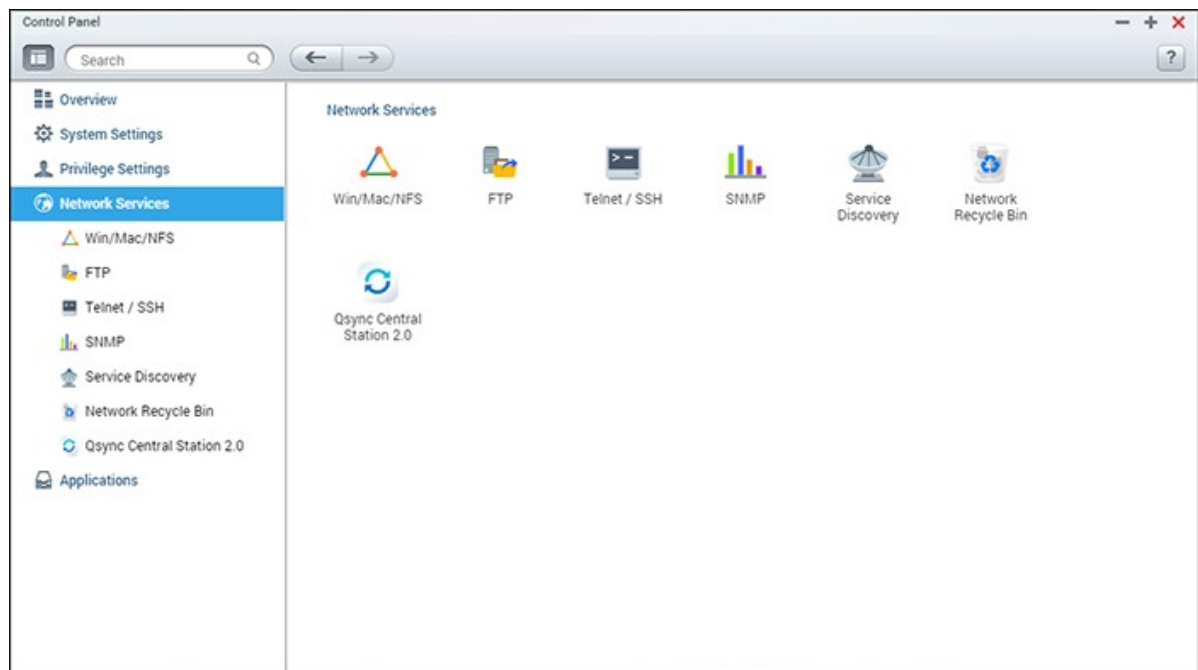 Control Panel
Search
?
Overview
System Settings
Privilege Settings
Network Services
Win/Mac/NFS
FTP
Telnet / SSH
SNMP
Service Discovery
Network Recycle Bin
Qsync Central Station 2.0
Applications
Network Services
Win/Mac/NFS
FTP
Telnet / SSH
SNMP
Service
Discovery
Network
Recycle Bin
Qsync Central
Station 2.0